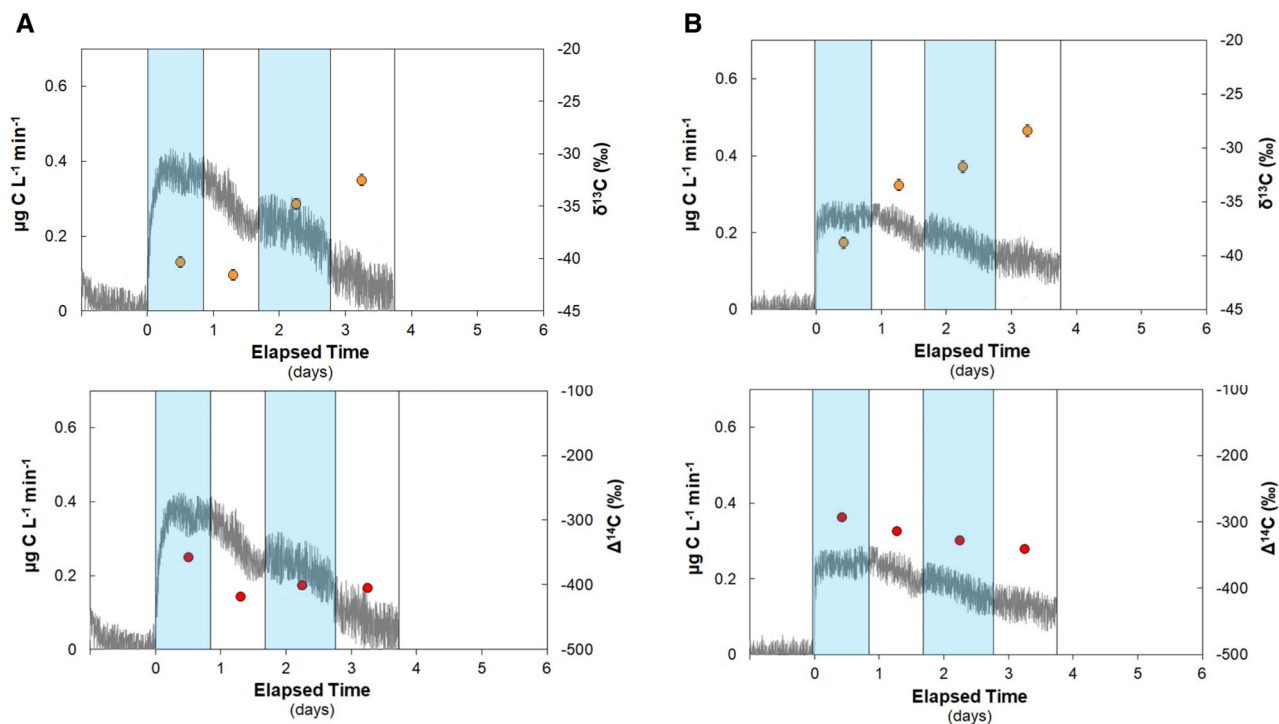 A
B
0.6
0.4
0.2
0
µg C L-1 min-1
-20
-25
-30
-35
-40
-45
δ13C (‰)
0 1 2 3 4 5 6
Elapsed Time
(days)
0.6
0.4
0.2
0
µg C L-1 min-1
-20
-25
-30
-35
-40
-45
δ13C (‰)
0 1 2 3 4 5 6
Elapsed Time
(days)
0.6
0.4
0.2
0
µg C L-1 min-1
-100
-200
-300
-400
-500
Δ14C (‰)
0 1 2 3 4 5 6
Elapsed Time
(days)
0.6
0.4
0.2
0
µg C L-1 min-1
-100
-200
-300
-400
-500
Δ14C (‰)
0 1 2 3 4 5 6
Elapsed Time
(days)